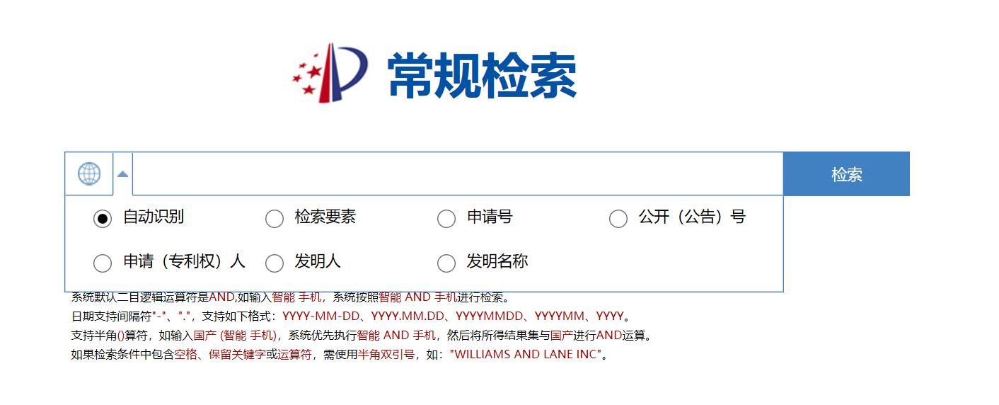 常规检索
检索
自动识别 检索要素 申请号 公开（公告）号
申请（专利权）人 发明人 发明名称
系统默认二目逻辑运算符是AND,如输入智能 手机，系统按照智能 AND 手机进行检索。
日期支持间隔符"-"、"."，支持如下格式：YYYY-MM-DD、YYYY.MM.DD、YYYYMMDD、YYYYMM、YYYY。
支持半角()算符，如输入国产 (智能 手机)，系统优先执行智能 AND 手机，然后将所得结果集与国产进行AND运算。
如果检索条件中包含空格、保留关键字或运算符，需使用半角双引号，如："WILLIAMS AND LANE INC"。